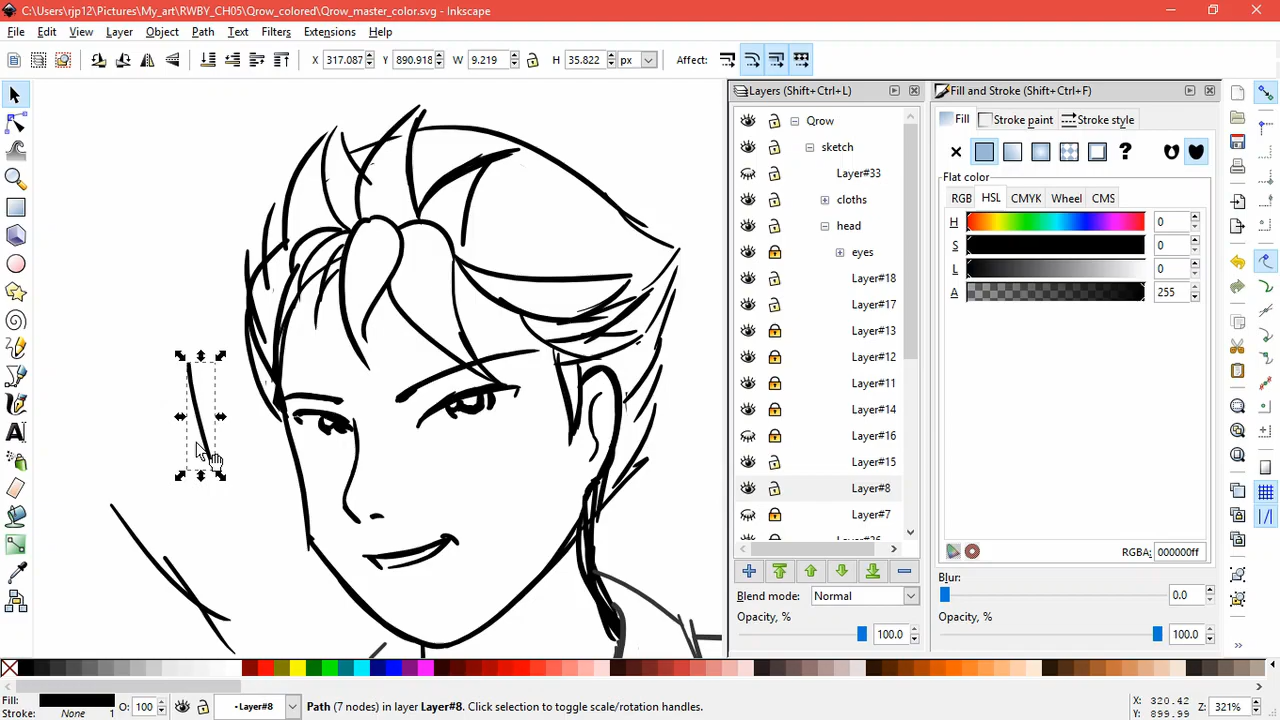 C:\Users\rjp12\Pictures\My_art\RWBY_CH05\Qrow_colored\Qrow_master_color.svg - Inkscape
File Edit View Layer Object Path Filters Text Extensions Help
X 317.087 Y 890.918 W 9.219 H 35.822 px Affect:
Layers (Shift+Ctrl+L)
Qrow
sketch
Layer#33
cloths
head
eyes
Layer#18
Layer#17
Layer#13
Layer#12
Layer#11
Layer#14
Layer#16
Layer#15
Layer#8
Layer#7
Blend mode: Normal
Opacity, %
100.0
Fill and Stroke (Shift+Ctrl+F)
Fill Stroke paint Stroke style
?
Flat color
RGB HSL CMYK Wheel CMS
H 0
S 0
L 0
A 255
RGBA: 000000ff
Blur:
0.0
Opacity, %
100.0
Fill:
Stroke: None 1
O: 100
Layer#8
Path (7 nodes) in layer Layer#8. Click selection to toggle scale/rotation handles.
X: 320.42
Y: 899.99
Z: 321%